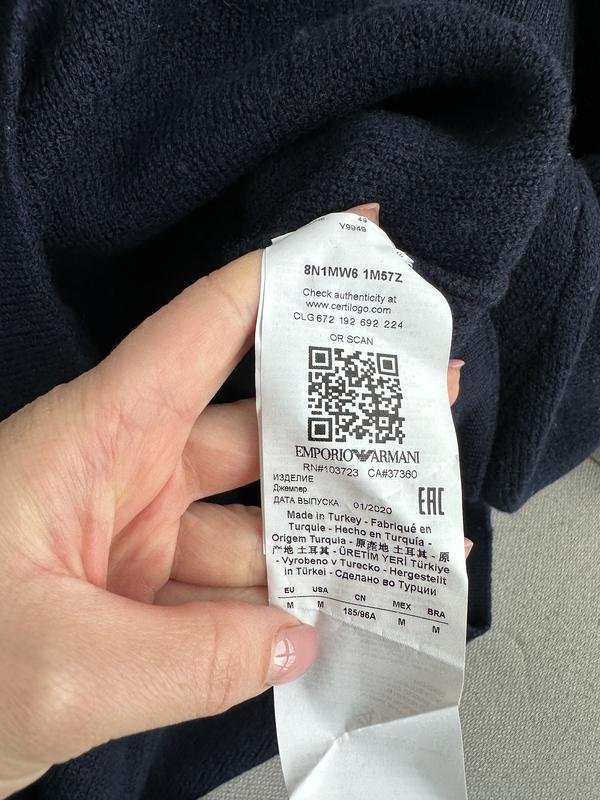 49
V9949
8N1MW6 1M57Z
Check authenticity at
www.certilogo.com
CLG 672 192 692 224
OR SCAN
EMPORIO ARMANI
RN#103723 CA#37360
ИЗДЕЛИЕ
Джемпер
ДАТА ВЫПУСКА 01/2020
EAC
Made in Turkey - Fabriqué en
Turquie - Hecho en Turquía -
Origem Turquia - 原產地 土耳其 - 原
产地 土耳其 - ÜRETİM YERİ Türkiye
- Vyrobeno v Turecko - Hergestellt
in Türkei - Сделано во Турции
EU USA CN MEX BRA
M M 185/96A M M